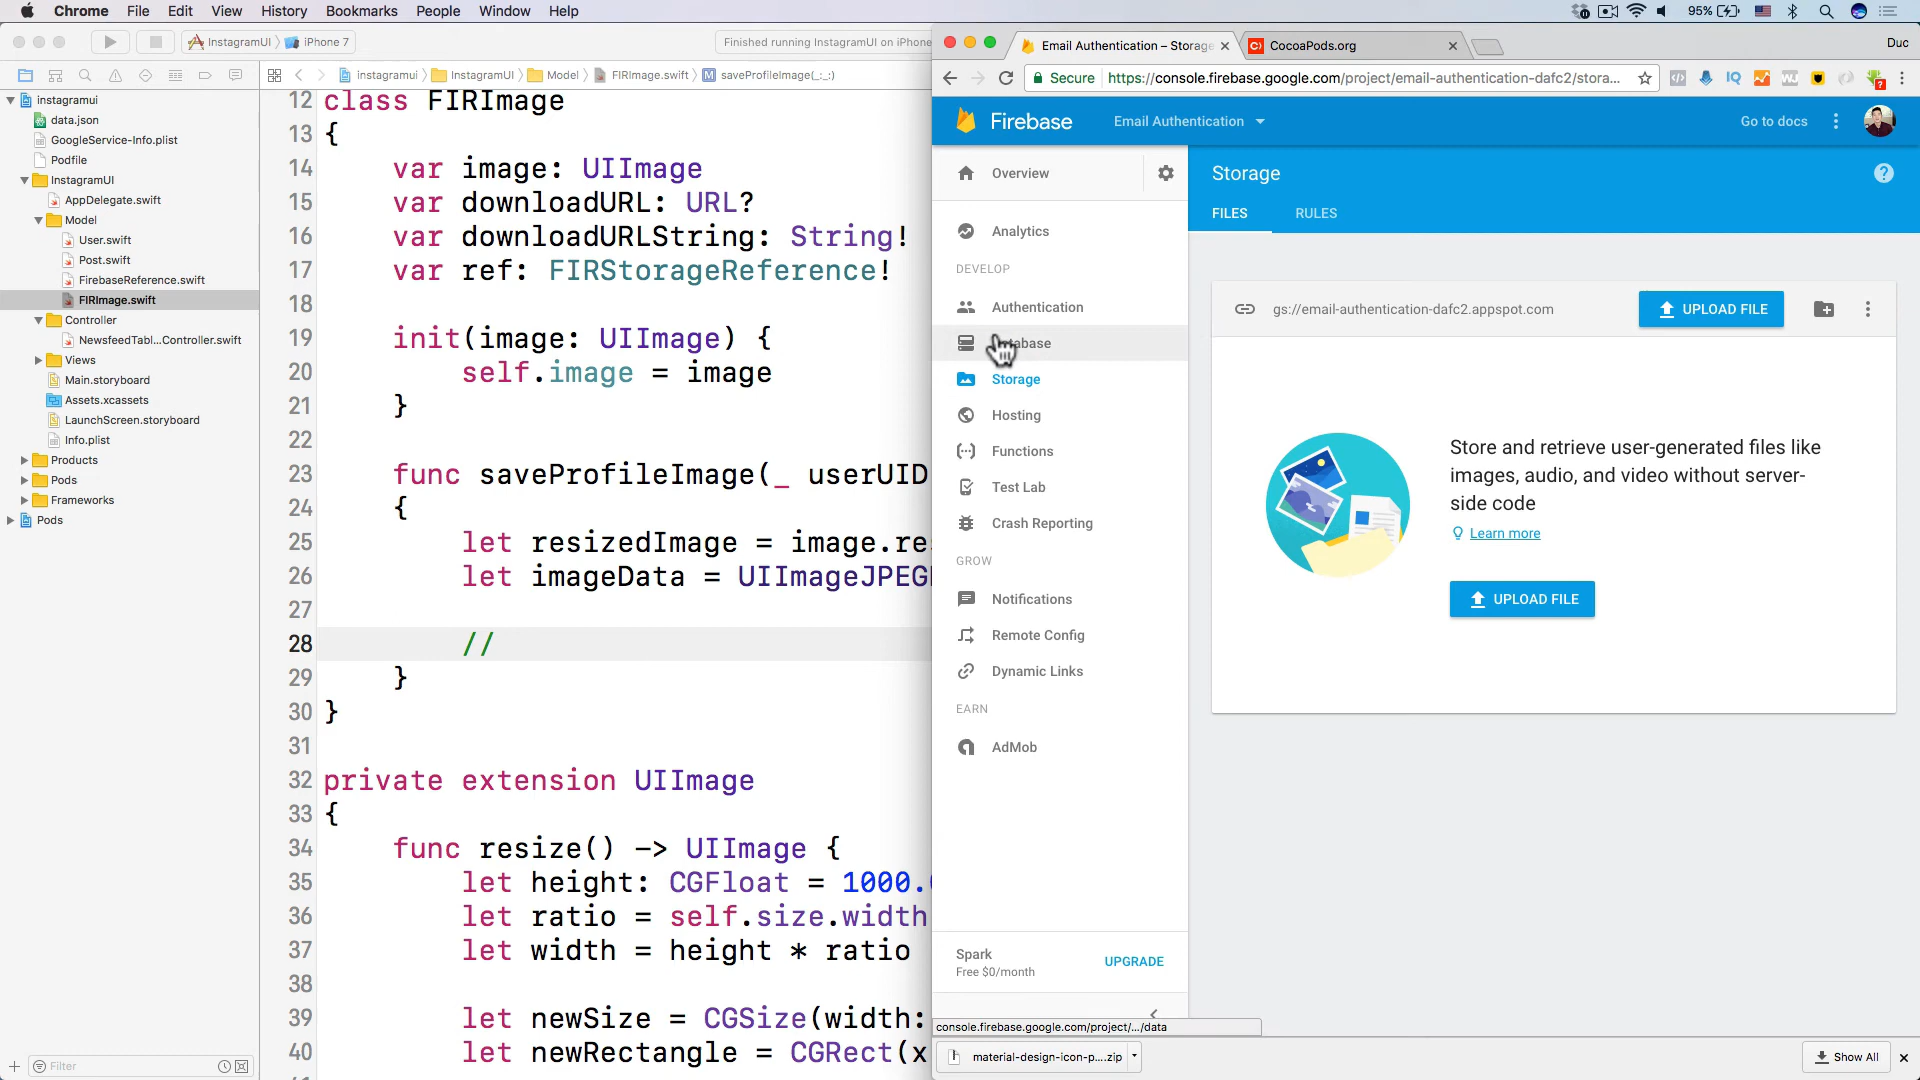 Chrome File Edit View History Bookmarks People Window Help
95%
InstagramUI iPhone 7
Finished running InstagramUI on iPhone
instagramui InstagramUI Model FIRImage.swift M saveProfileImage(_:_:)
instagramui
data.json
GoogleService-Info.plist
Podfile
InstagramUI
AppDelegate.swift
Model
User.swift
Post.swift
FirebaseReference.swift
FIRImage.swift
Controller
NewsfeedTabl...Controller.swift
Views
Main.storyboard
Assets.xcassets
LaunchScreen.storyboard
Info.plist
Products
Pods
Frameworks
Pods
Filter
12 class FIRImage
13 {
14 var image: UIImage
15 var downloadURL: URL?
16 var downloadURLString: String!
17 var ref: FIRStorageReference!
18
19 init(image: UIImage) {
20 self.image = image
21 }
22
23 func saveProfileImage(_ userUID
24 {
25 let resizedImage = image.re
26 let imageData = UIImageJPEG
27
28 //
29 }
30 }
31
32 private extension UIImage
33 {
34 func resize() -> UIImage {
35 let height: CGFloat = 1000.
36 let ratio = self.size.width
37 let width = height * ratio
38
39 let newSize = CGSize(width:
40 let newRectangle = CGRect(x
Email Authentication – Storage
CocoaPods.org
Duc
Secure https://console.firebase.google.com/project/email-authentication-dafc2/stora...
Firebase
Email Authentication
Go to docs
Overview
Analytics
DEVELOP
Authentication
Storage
Hosting
Functions
Test Lab
Crash Reporting
GROW
Notifications
Remote Config
Dynamic Links
EARN
AdMob
Spark
Free $0/month
UPGRADE
Storage
FILES RULES
gs://email-authentication-dafc2.appspot.com
UPLOAD FILE
Store and retrieve user-generated files like
images, audio, and video without server-
side code
Learn more
UPLOAD FILE
console.firebase.google.com/project/.../data
material-design-icon-p....zip
Show All